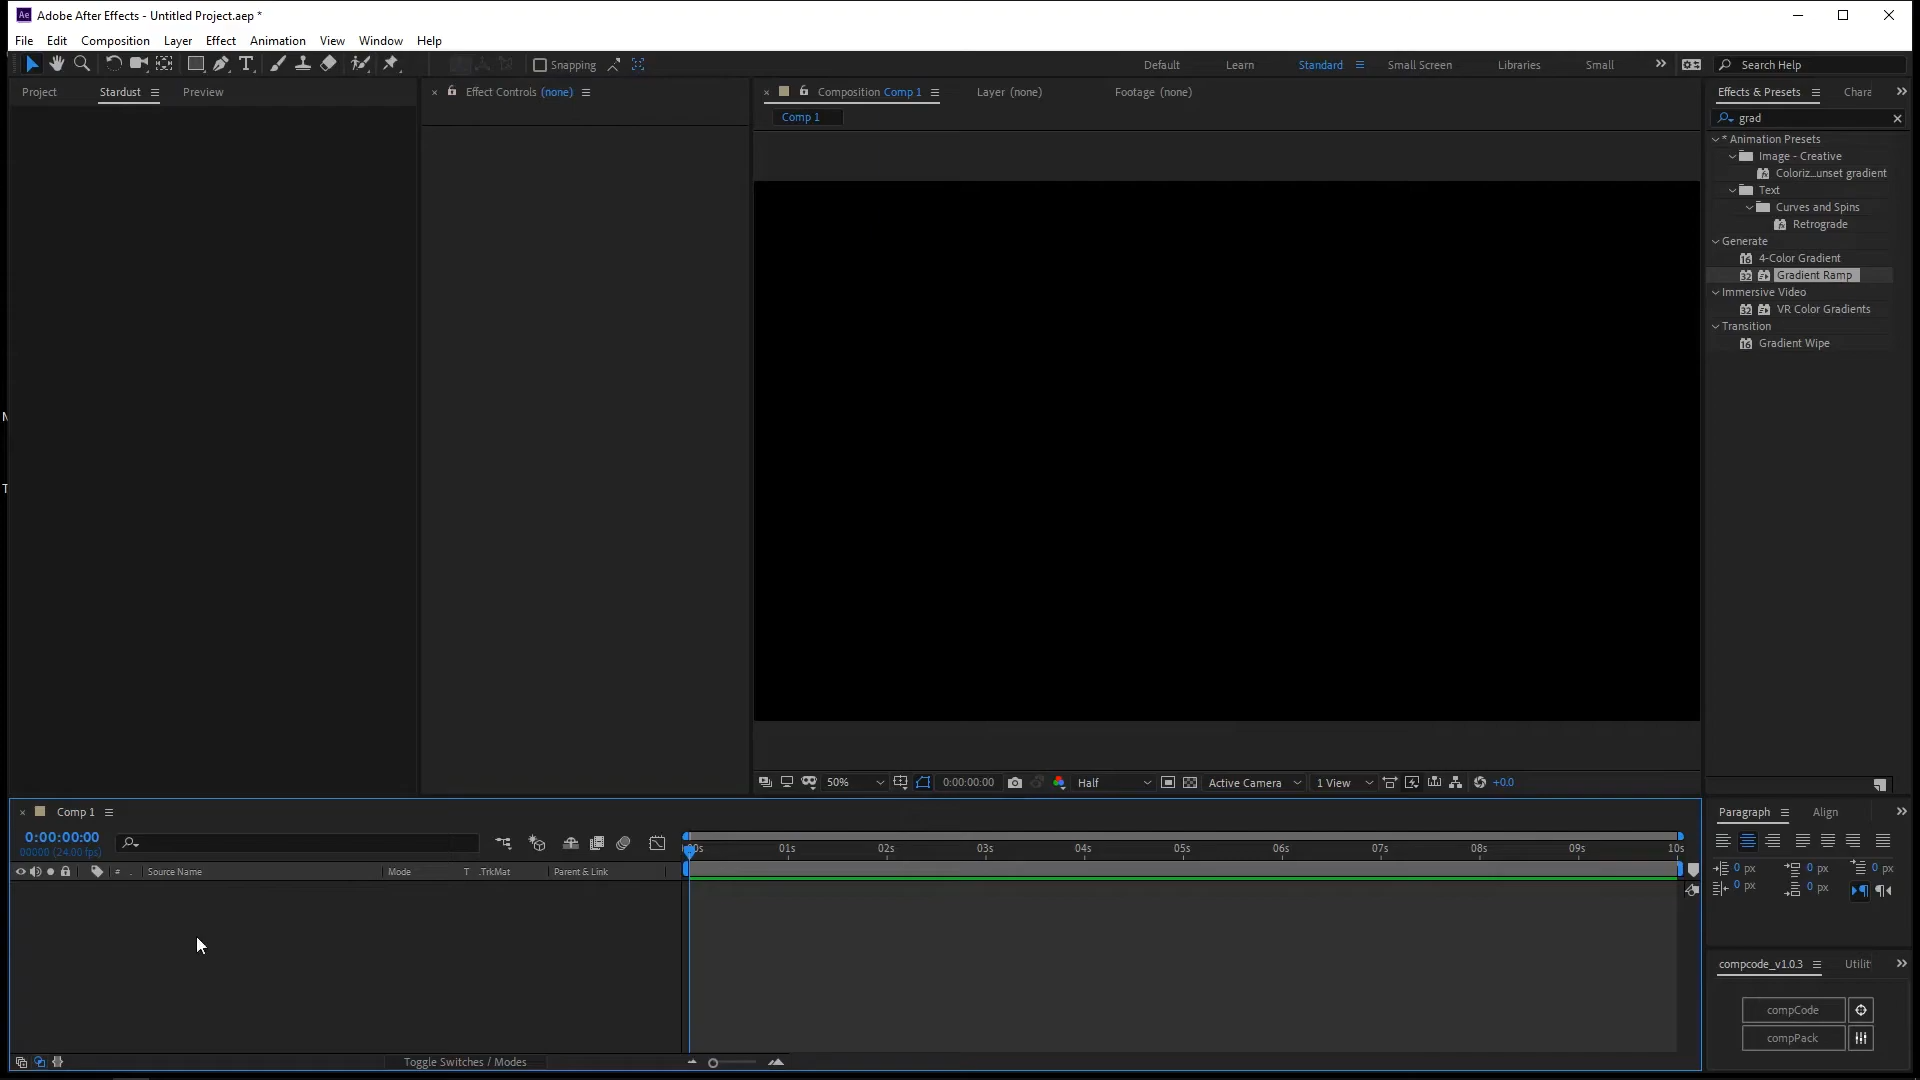 Ae Adobe After Effects - Untitled Project.aep *
File Edit Composition Layer Effect Animation View Window Help
Snapping Default Learn Standard Small Screen Libraries Small Search Help
Project Stardust Preview
Effect Controls (none)
Composition Comp 1 Layer (none) Footage (none)
Comp 1
Effects & Presets Chara
grad
* Animation Presets
Image - Creative
Coloriz...unset gradient
Text
Curves and Spins
Retrograde
Generate
4-Color Gradient
Gradient Ramp
Immersive Video
VR Color Gradients
Transition
Gradient Wipe
50% 0:00:00:00 Half Active Camera 1 View +0.0
Comp 1
0:00:00:00
00000 (24.00 fps)
# . Source Name Mode T .TrkMat Parent & Link
00s 01s 02s 03s 04s 05s 06s 07s 08s 09s 10s
Toggle Switches / Modes
Paragraph Align
0 px 0 px 0 px
0 px 0 px
compcode_v1.0.3 Utilit
compCode
compPack